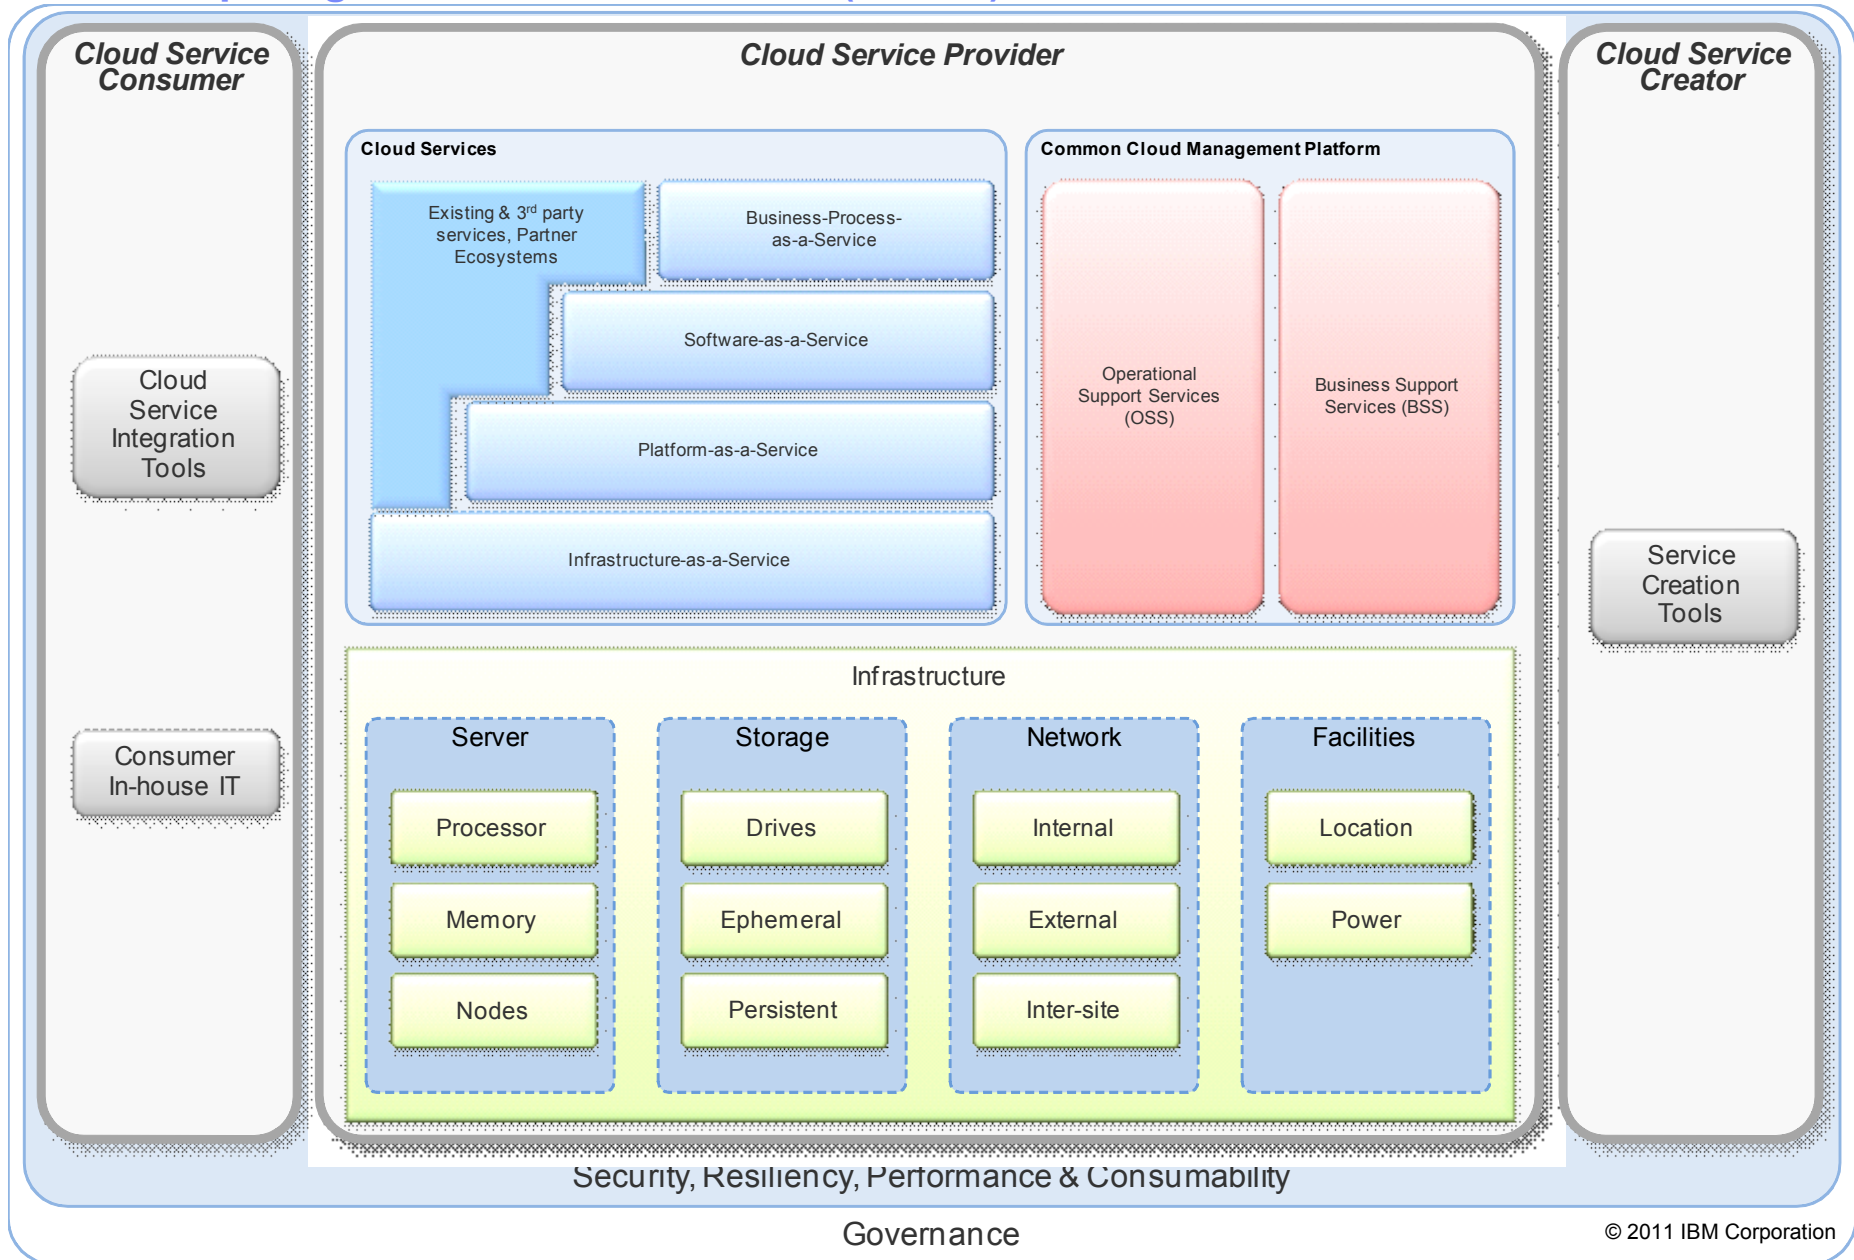 Cloud Service
Consumer
Cloud Service Provider
Cloud Service
Creator
Cloud Services
Common Cloud Management Platform
Existing & 3rd party
services, Partner
Ecosystems
Business-Process-
as-a-Service
Software-as-a-Service
Platform-as-a-Service
Infrastructure-as-a-Service
Operational
Support Services
(OSS)
Business Support
Services (BSS)
Cloud
Service
Integration
Tools
Consumer
In-house IT
Service
Creation
Tools
Infrastructure
Server
Processor
Memory
Nodes
Storage
Drives
Ephemeral
Persistent
Network
Internal
External
Inter-site
Facilities
Location
Power
Security, Resiliency, Performance & Consumability
Governance
© 2011 IBM Corporation